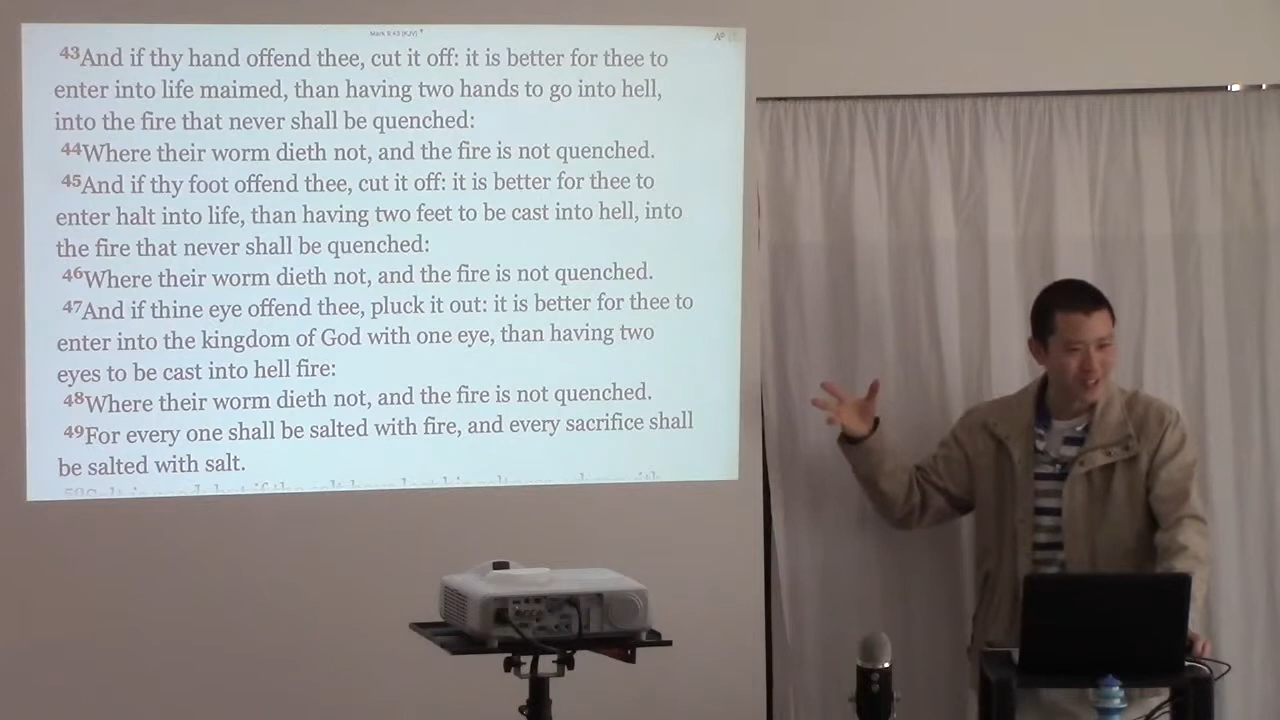 Mark 9:43 (KJV)
43And if thy hand offend thee, cut it off: it is better for thee to
enter into life maimed, than having two hands to go into hell,
into the fire that never shall be quenched:
44Where their worm dieth not, and the fire is not quenched.
45And if thy foot offend thee, cut it off: it is better for thee to
enter halt into life, than having two feet to be cast into hell, into
the fire that never shall be quenched:
46Where their worm dieth not, and the fire is not quenched.
47And if thine eye offend thee, pluck it out: it is better for thee to
enter into the kingdom of God with one eye, than having two
eyes to be cast into hell fire:
48Where their worm dieth not, and the fire is not quenched.
49For every one shall be salted with fire, and every sacrifice shall
be salted with salt.